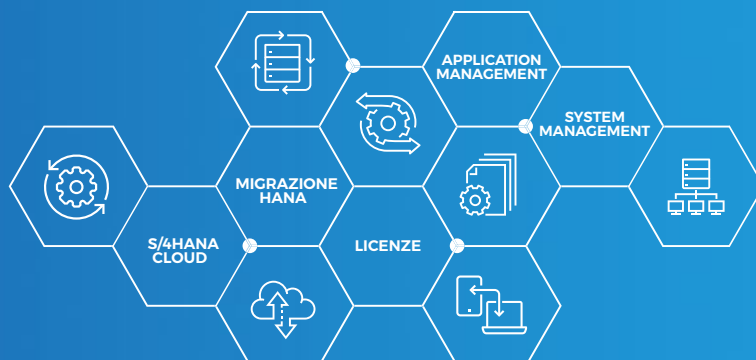 APPLICATION
MANAGEMENT
SYSTEM
MANAGEMENT
MIGRAZIONE
HANA
S/4HANA
CLOUD
LICENZE